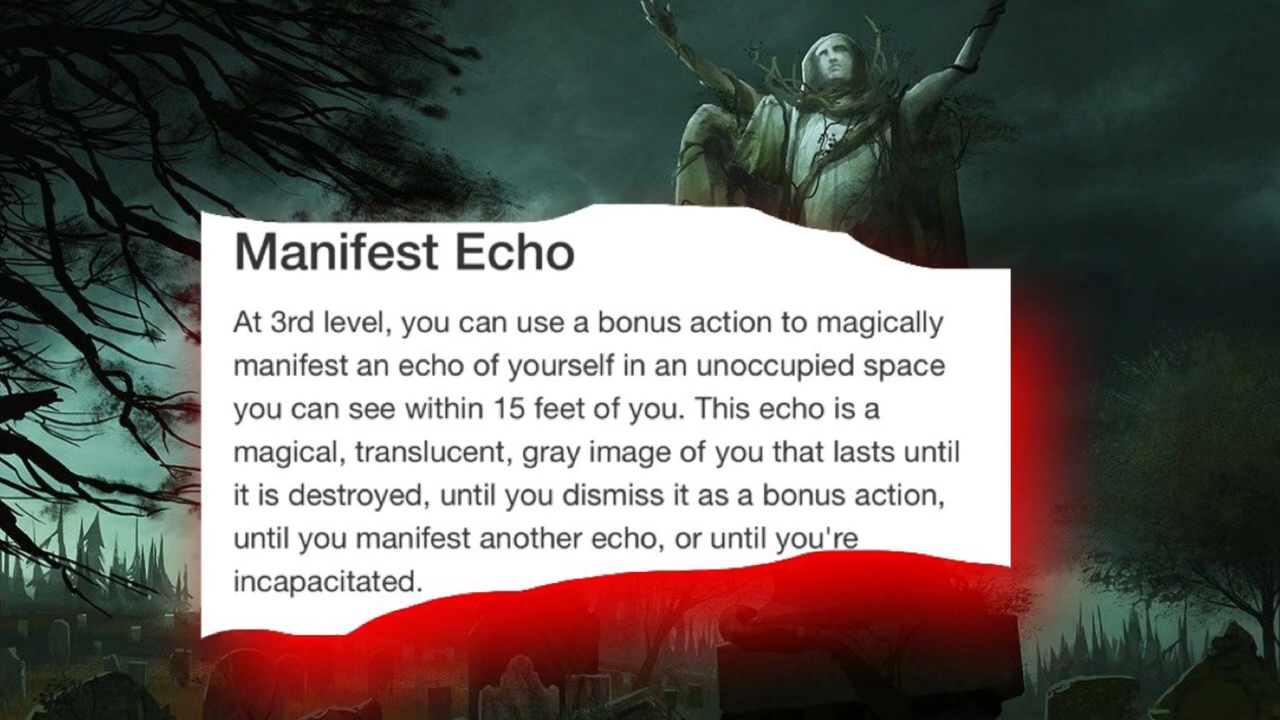 Manifest Echo
At 3rd level, you can use a bonus action to magically
manifest an echo of yourself in an unoccupied space
you can see within 15 feet of you. This echo is a
magical, translucent, gray image of you that lasts until
it is destroyed, until you dismiss it as a bonus action,
until you manifest another echo, or until you're
incapacitated.